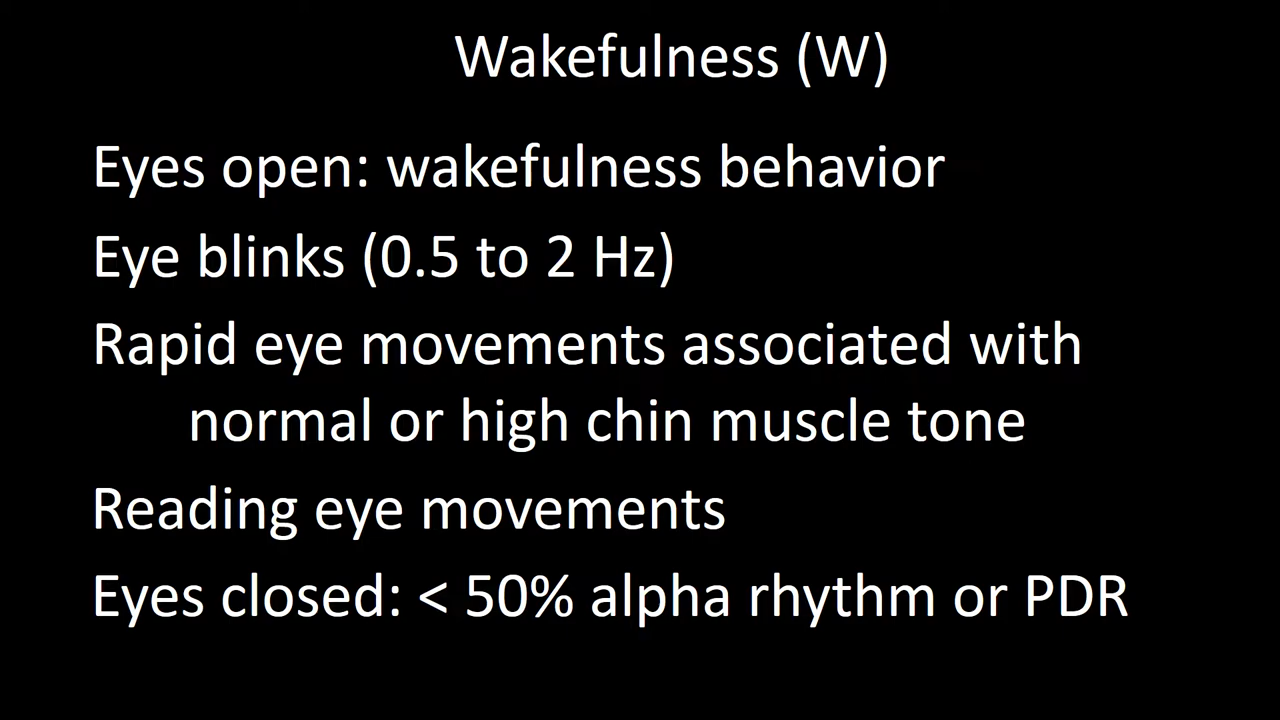 Wakefulness (W)
Eyes open: wakefulness behavior
Eye blinks (0.5 to 2 Hz)
Rapid eye movements associated with
normal or high chin muscle tone
Reading eye movements
Eyes closed: < 50% alpha rhythm or PDR